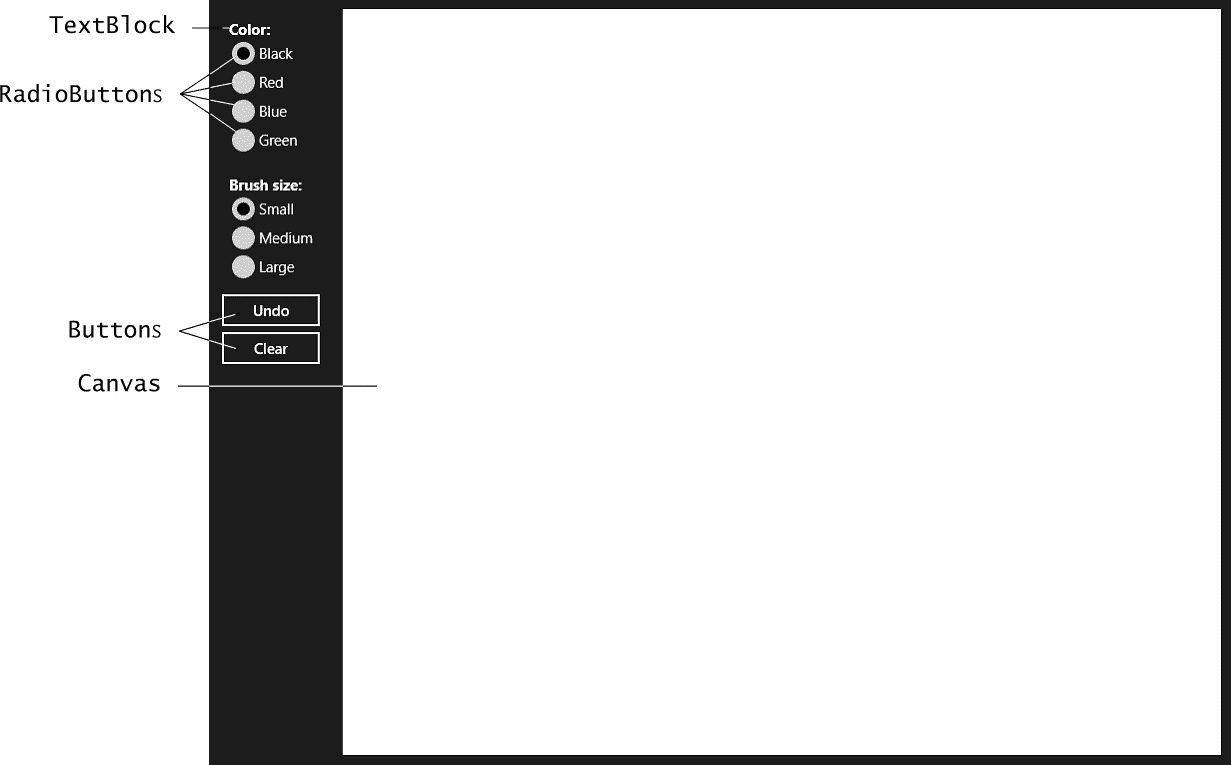 TextBlock
Color:
Black
RadioButtons
Red
Blue
Green
Brush size:
Small
Medium
Large
Buttons
Undo
Clear
Canvas